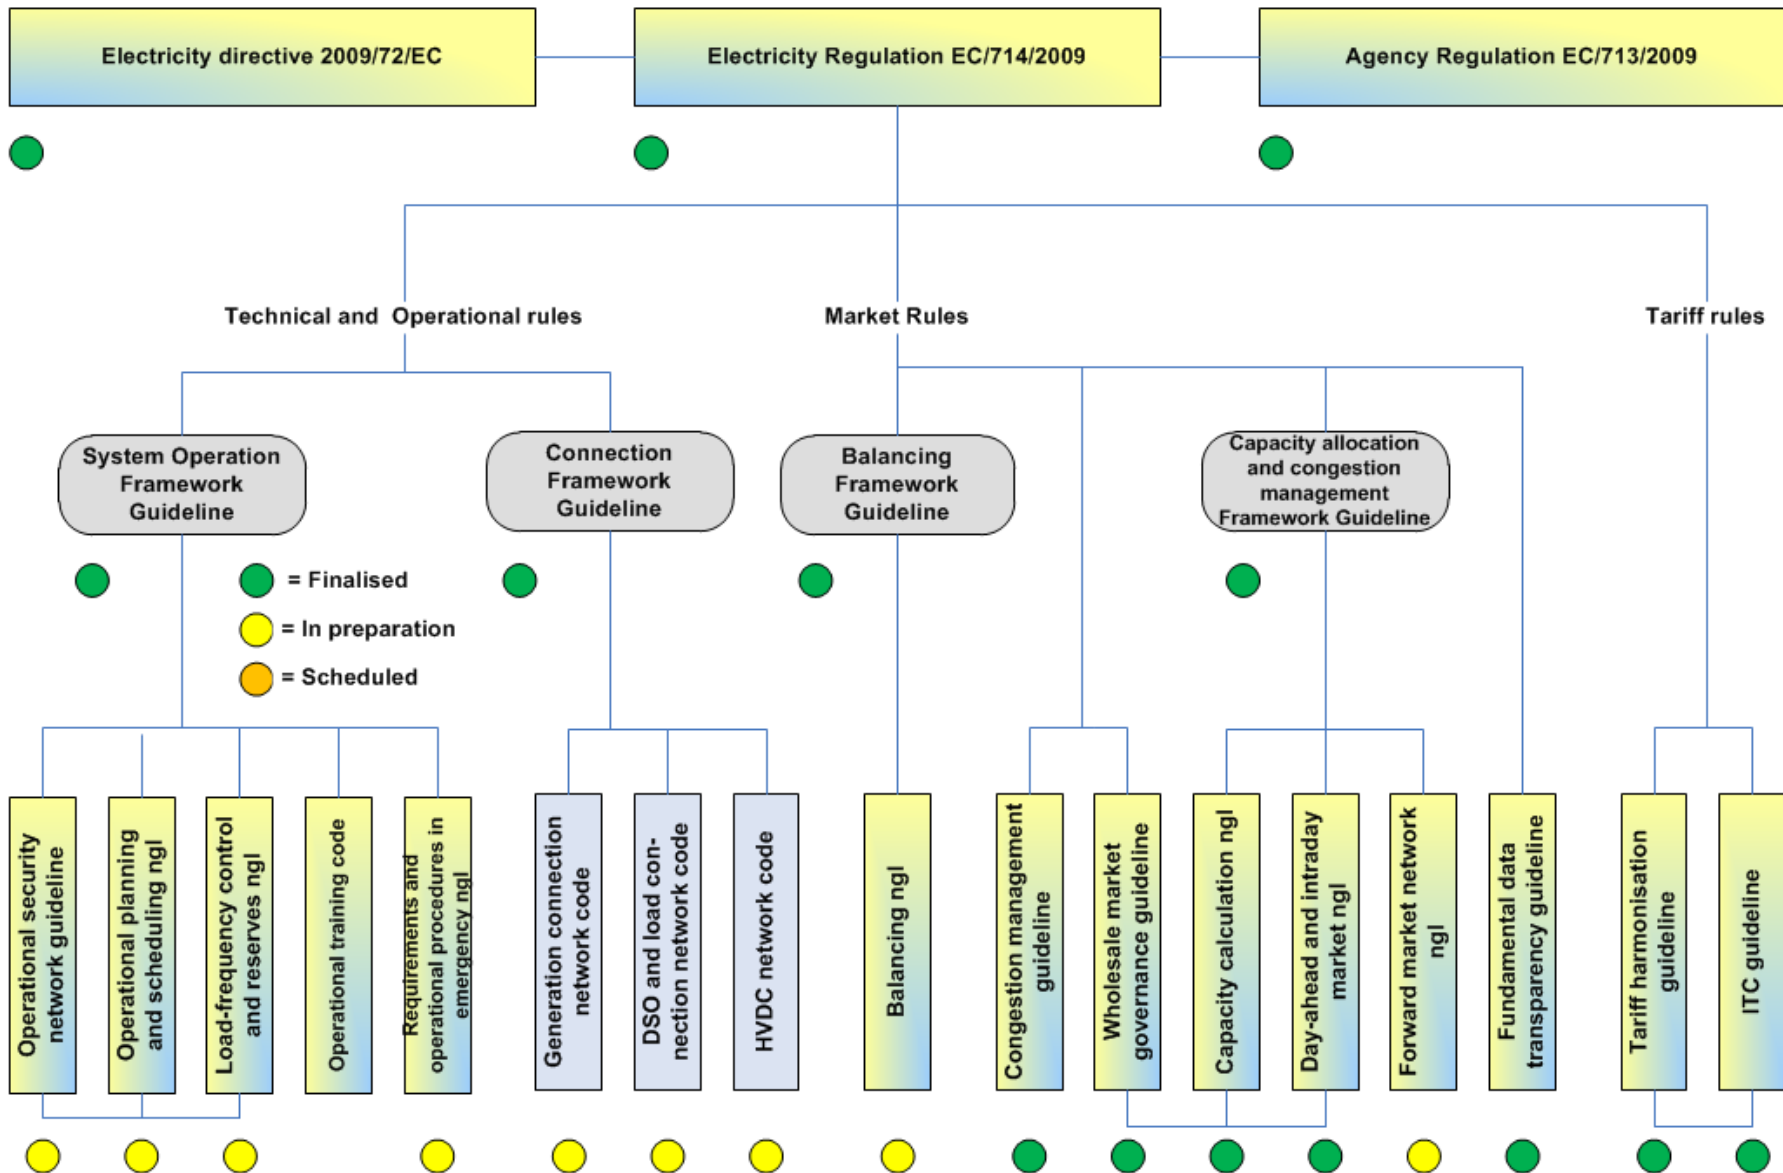 Electricity directive 2009/72/EC
Electricity Regulation EC/714/2009
Agency Regulation EC/713/2009
Technical and Operational rules
Market Rules
Tariff rules
System Operation
Framework
Guideline
Connection
Framework
Guideline
Balancing
Framework
Guideline
Capacity allocation
and congestion
management
Framework Guideline
= Finalised
= In preparation
= Scheduled
Operational security
network guideline
Operational planning
and scheduling ngl
Load-frequency control
and reserves ngl
Operational training code
Requirements and
operational procedures in
emergency ngl
Generation connection
network code
DSO and load con-
nection network code
HVDC network code
Balancing ngl
Congestion management
guideline
Wholesale market
governance guideline
Capacity calculation ngl
Day-ahead and intraday
market ngl
Forward market network
ngl
Fundamental data
transparency guideline
Tariff harmonisation
guideline
ITC guideline